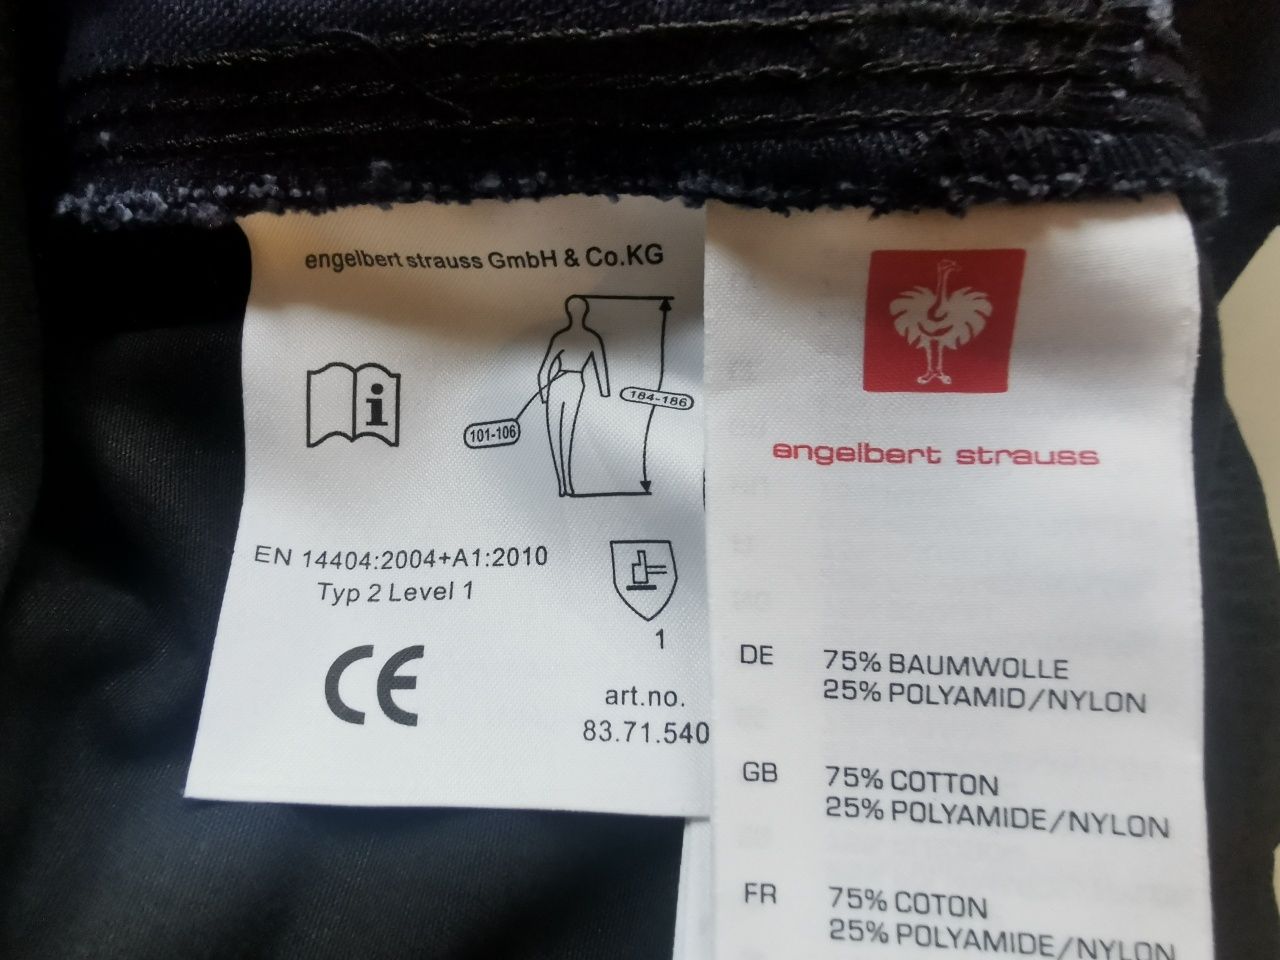 engelbert strauss GmbH & Co.KG
184-186
101-106
EN 14404:2004+A1:2010
Typ 2 Level 1
1
CE
art.no.
83.71.540
engelbert strauss
DE 75% BAUMWOLLE
25% POLYAMID/NYLON
GB 75% COTTON
25% POLYAMIDE/NYLON
FR 75% COTON
25% POLYAMIDE/NYLON